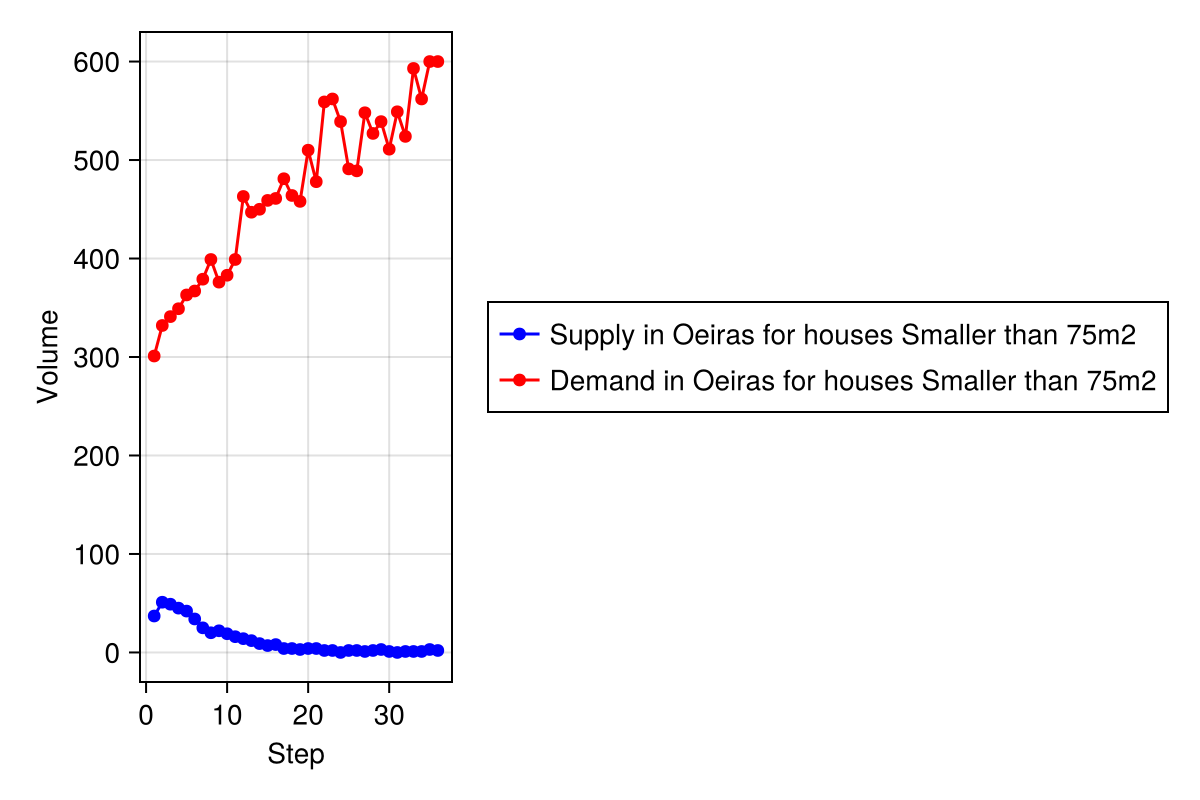 600
500
400
300
200
100
0
Volume
0 10 20 30
Step
Supply in Oeiras for houses Smaller than 75m2
Demand in Oeiras for houses Smaller than 75m2